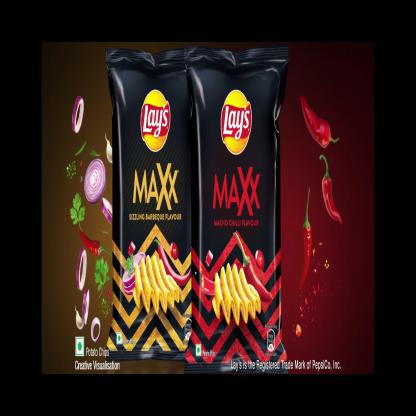 Lay's
MAXX
SIZZLING BARBEQUE FLAVOUR
Lay's
MAXX
MACHO CHILLI FLAVOUR
Potato Chips
Creative Visualisation
Lay's is the Registered Trade Mark of PepsiCo, Inc.